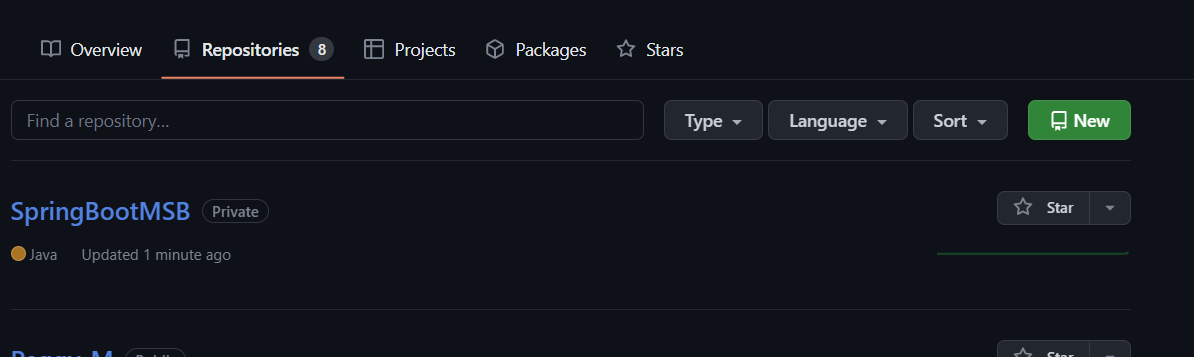 Overview Repositories 8 Projects Packages Stars
Find a repository... Type Language Sort New
SpringBootMSB Private Star
Java Updated 1 minute ago
Star